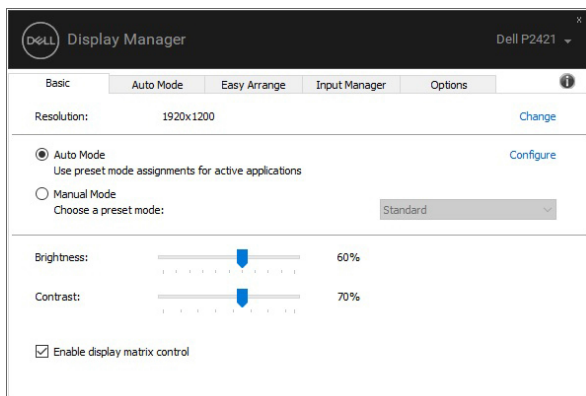 DELL Display Manager Dell P2421
Basic Auto Mode Easy Arrange Input Manager Options
Resolution: 1920x1200 Change
Auto Mode Configure
Use preset mode assignments for active applications
Manual Mode
Choose a preset mode: Standard
Brightness: 60%
Contrast: 70%
Enable display matrix control